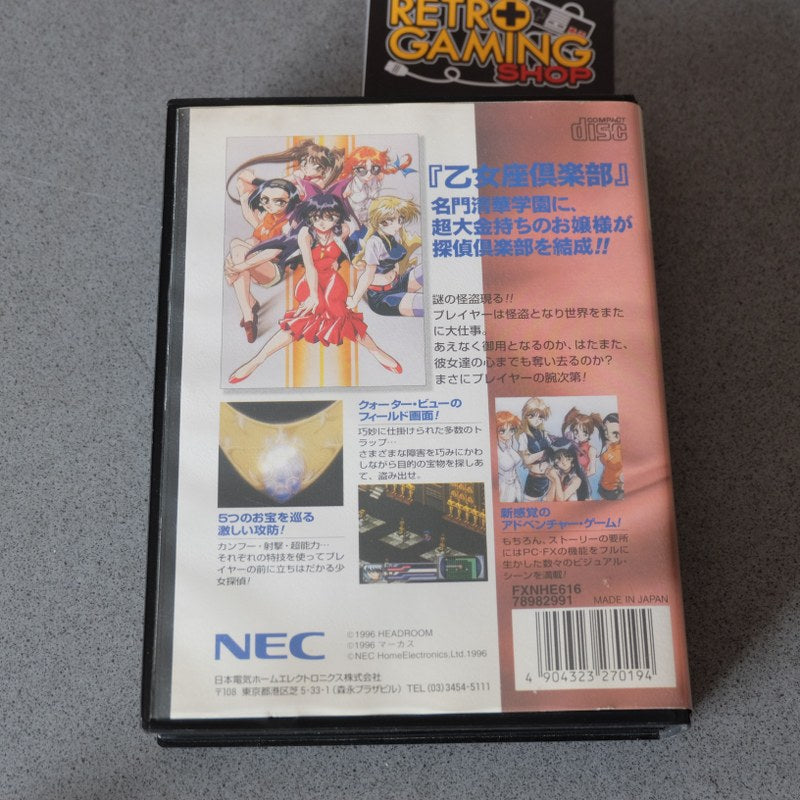 RETRO
GAMING
SHOP
COMPACT
disc
『乙女座倶楽部』
名門清華学園に、
超大金持ちのお嬢様が
探偵倶楽部を結成!!
謎の怪盗現る!!
プレイヤーは怪盗となり世界をまた
に大仕事。
あえなく御用となるのか、はたまた、
彼女達の心までも奪い去るのか?
まさにプレイヤーの腕次第!
クォーター・ビューの
フィールド画面!
巧妙に仕掛けられた多数のト
ラップ…
さまざまな障害を巧みにかわ
しながら目的の宝物を探しあ
て、盗み出せ。
5つのお宝を巡る
激しい攻防!
カンフー・射撃・超能力…
それぞれの特技を使ってプレ
イヤーの前に立ちはだかる少
女探偵!
新感覚の
アドベンチャー・ゲーム!
もちろん、ストーリーの要所
にはPC-FXの機能をフルに
生かした数々のビジュアル・
シーンを満載!
FXNHE616
78982991
MADE IN JAPAN
NEC
©1996 HEADROOM
©1996 マーカス
©NEC HomeElectronics,Ltd.1996
日本電気ホームエレクトロニクス株式会社
〒108 東京都港区芝5-33-1(森永プラザビル) TEL(03)3454-5111
4 904323 270194